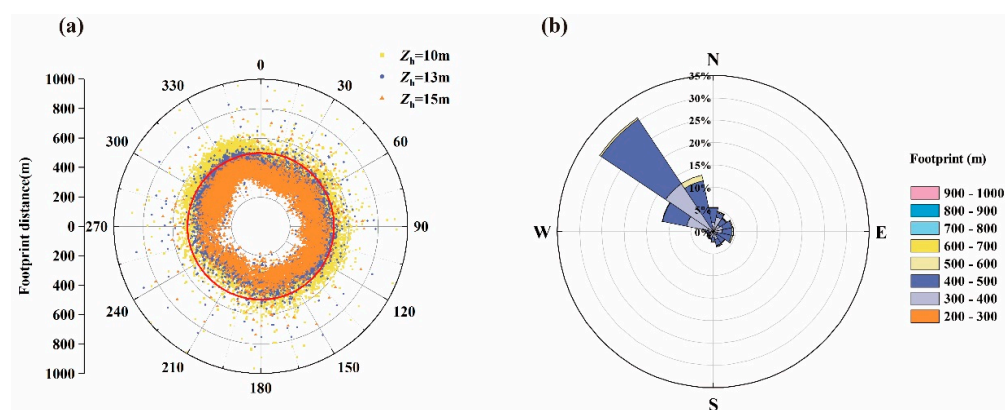 (a)
Zh=10m
Zh=13m
Zh=15m
0
30
60
90
120
150
180
210
240
270
300
330
Footprint distance(m)
1000
800
600
400
200
0
200
400
600
800
1000
(b)
N
E
S
W
35%
30%
25%
20%
15%
10%
5%
0%
Footprint (m)
900 - 1000
800 - 900
700 - 800
600 - 700
500 - 600
400 - 500
300 - 400
200 - 300